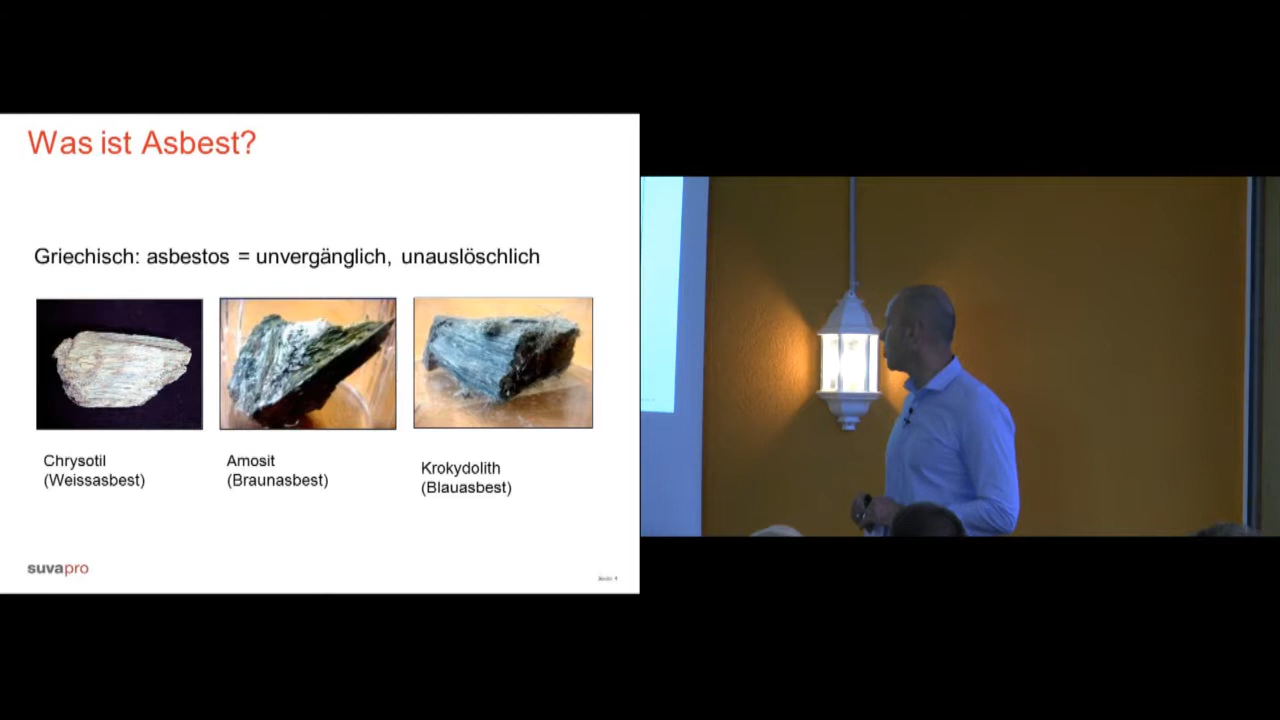 Was ist Asbest?
Griechisch: asbestos = unvergänglich, unauslöschlich
Chrysotil
(Weissasbest)
Amosit
(Braunasbest)
Krokydolith
(Blauasbest)
suvapro